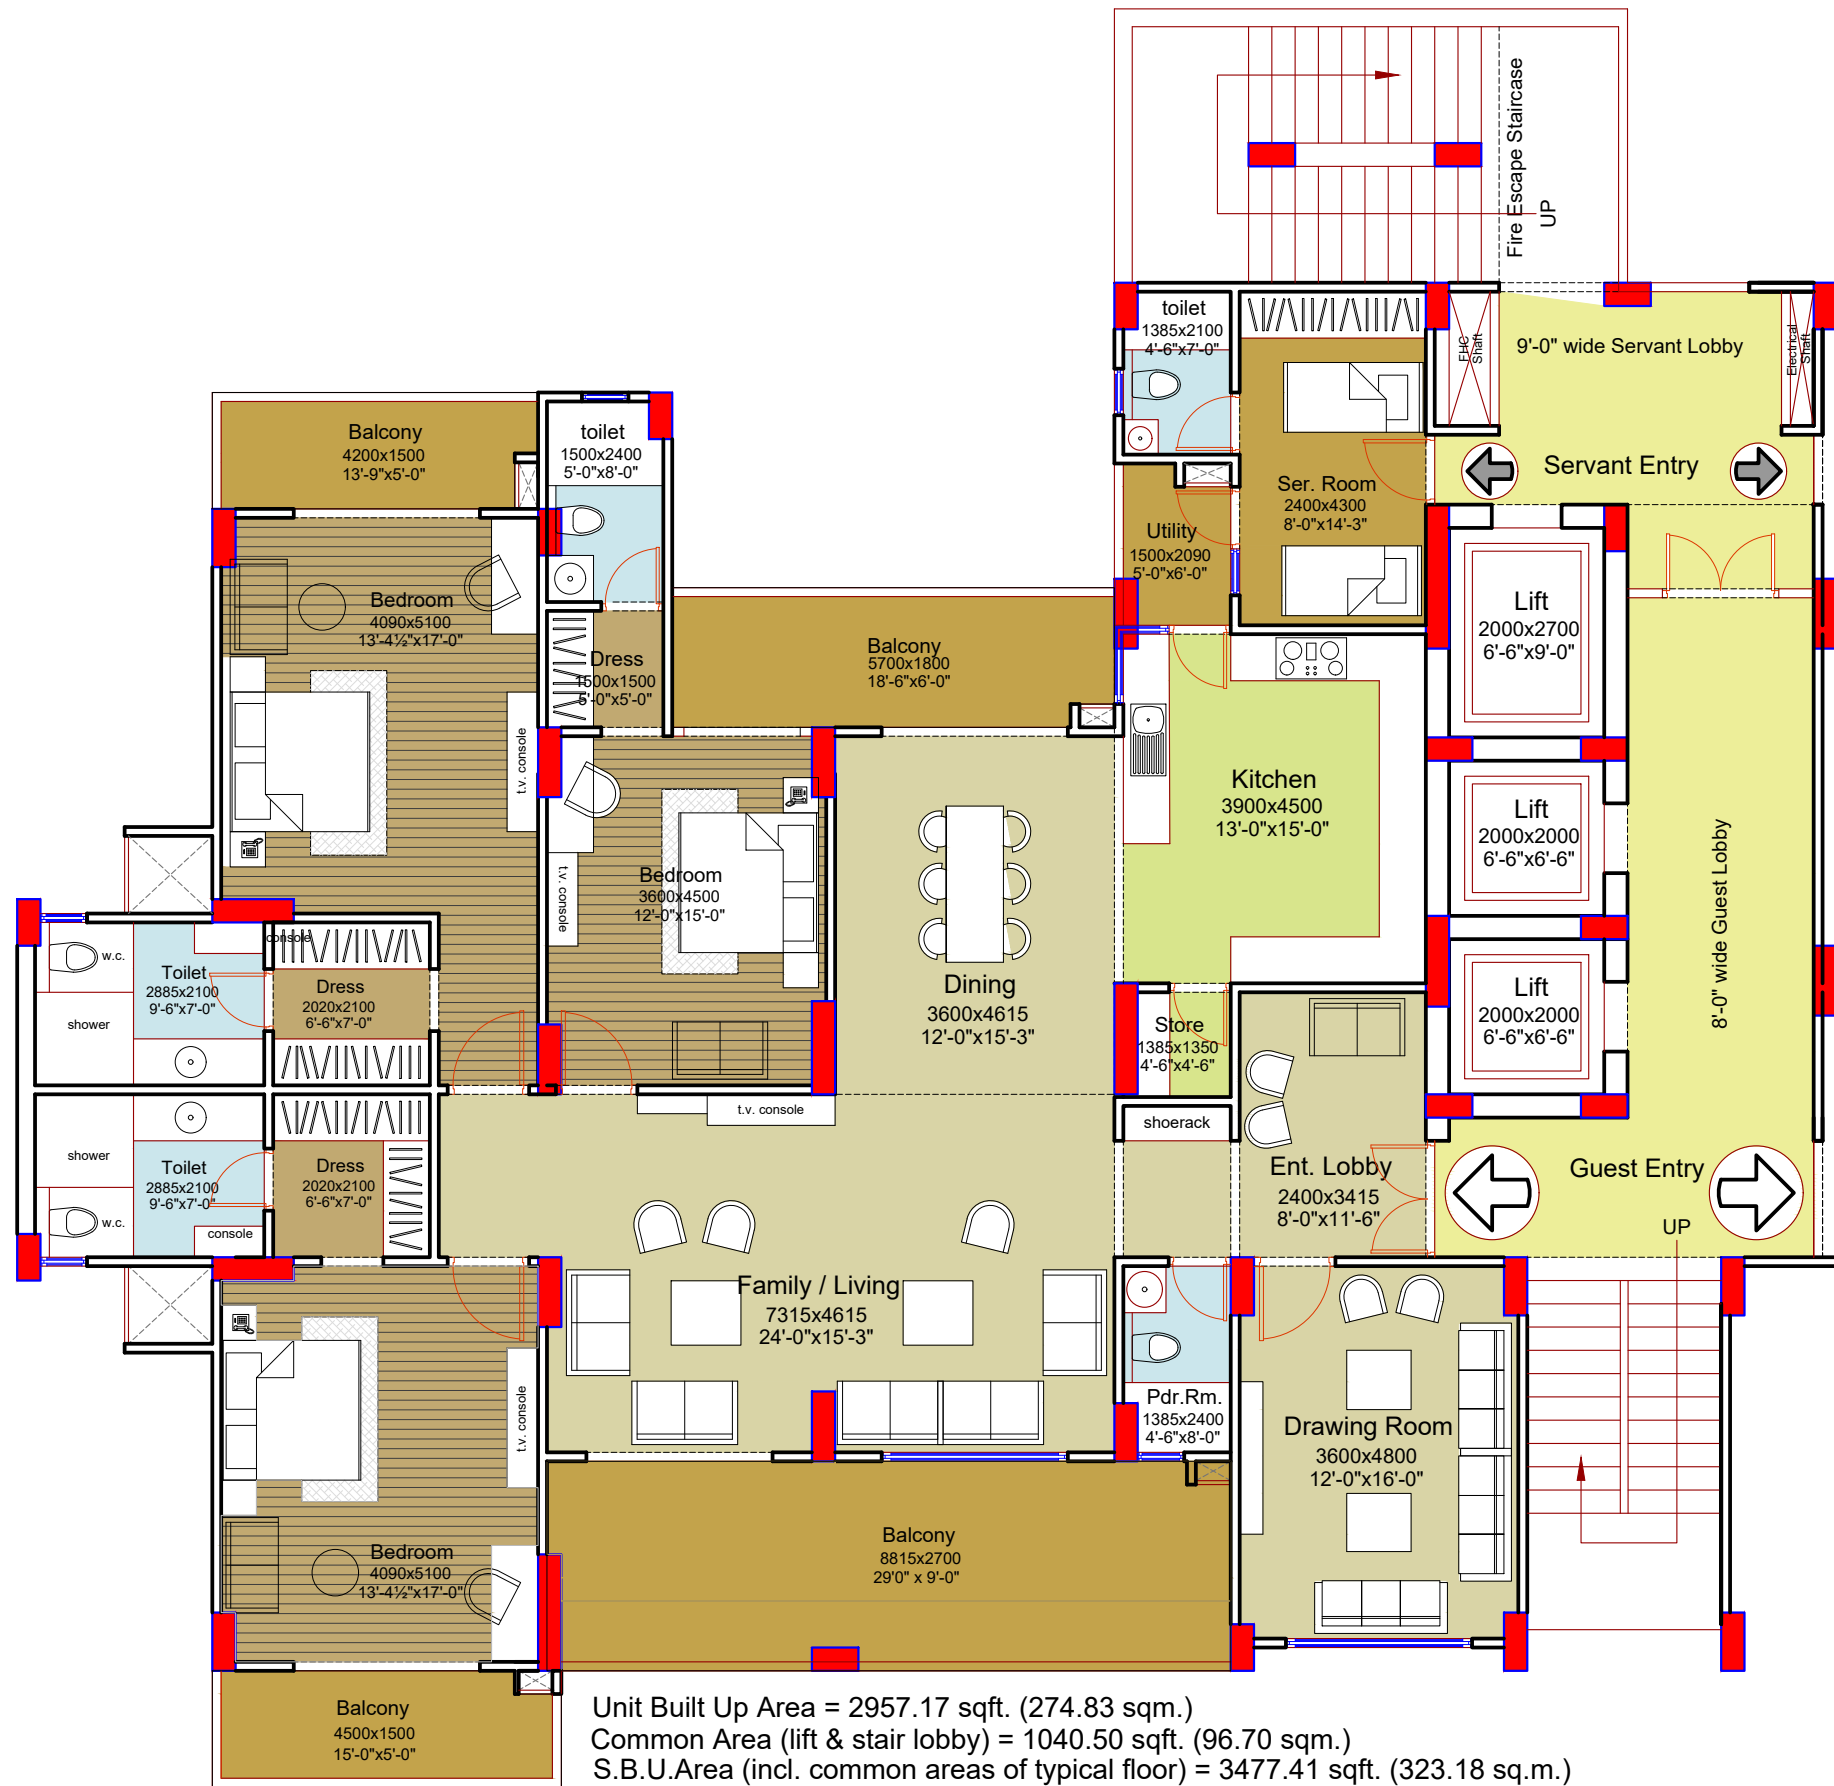 Fire Escape Staircase
UP
toilet
1385x2100
4'-6"x7'-0"
FHC
Shaft
9'-0" wide Servant Lobby
Electrical
Shaft
Balcony
4200x1500
13'-9"x5'-0"
toilet
1500x2400
5'-0"x8'-0"
Servant Entry
Ser. Room
2400x4300
8'-0"x14'-3"
Utility
1500x2090
5'-0"x6'-0"
Bedroom
4090x5100
13'-4½"x17'-0"
Lift
2000x2700
6'-6"x9'-0"
Dress
1500x1500
5'-0"x5'-0"
Balcony
5700x1800
18'-6"x6'-0"
t.v. console
Kitchen
3900x4500
13'-0"x15'-0"
Lift
2000x2000
6'-6"x6'-6"
8'-0" wide Guest Lobby
t.v. console
Bedroom
3600x4500
12'-0"x15'-0"
console
w.c.
Toilet
2885x2100
9'-6"x7'-0"
shower
Dress
2020x2100
6'-6"x7'-0"
Dining
3600x4615
12'-0"x15'-3"
Lift
2000x2000
6'-6"x6'-6"
Store
1385x1350
4'-6"x4'-6"
t.v. console
shoerack
shower
Toilet
2885x2100
9'-6"x7'-0"
w.c.
console
Dress
2020x2100
6'-6"x7'-0"
Ent. Lobby
2400x3415
8'-0"x11'-6"
Guest Entry
UP
Family / Living
7315x4615
24'-0"x15'-3"
t.v. console
Pdr.Rm.
1385x2400
4'-6"x8'-0"
Drawing Room
3600x4800
12'-0"x16'-0"
Bedroom
4090x5100
13'-4½"x17'-0"
Balcony
8815x2700
29'0" x 9'-0"
Balcony
4500x1500
15'-0"x5'-0"
Unit Built Up Area = 2957.17 sqft. (274.83 sqm.)
Common Area (lift & stair lobby) = 1040.50 sqft. (96.70 sqm.)
S.B.U.Area (incl. common areas of typical floor) = 3477.41 sqft. (323.18 sq.m.)